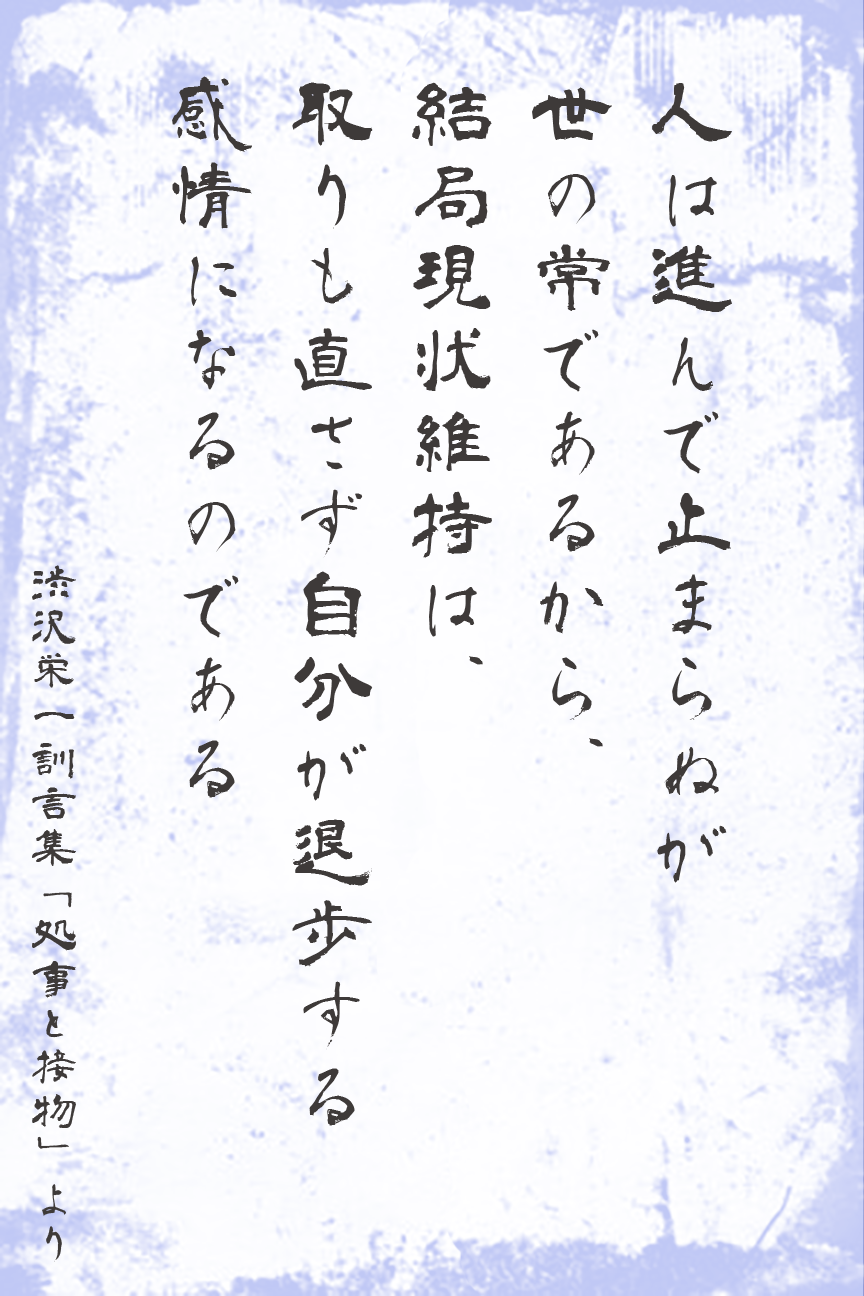 人は進んで止まらぬが
世の常であるから、
結局現状維持は、
取りも直さず自分が退歩する
感情になるのである
渋沢栄一訓言集「処事と接物」より